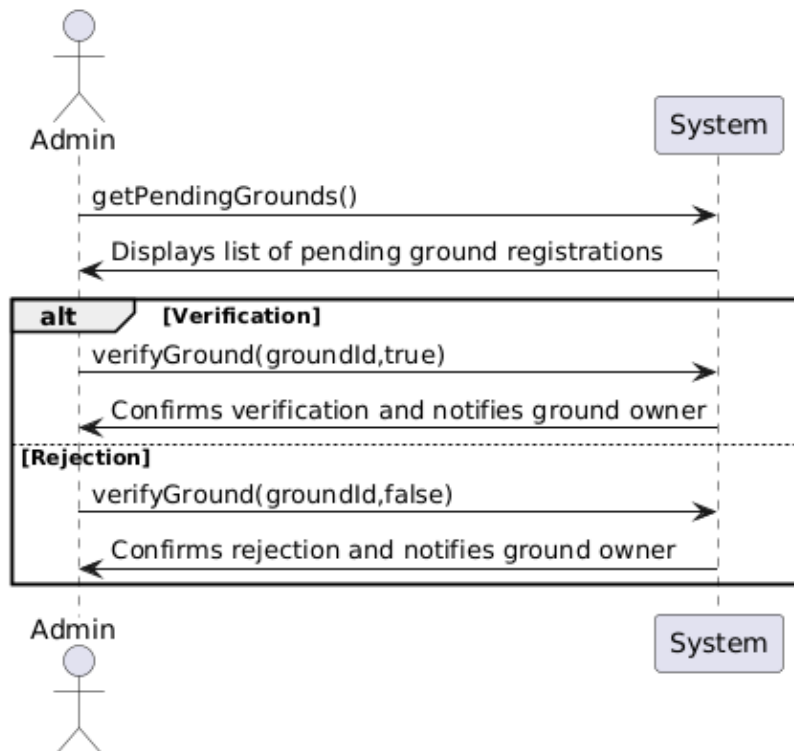 Admin
System
getPendingGrounds()
Displays list of pending ground registrations
alt [Verification]
verifyGround(groundId,true)
Confirms verification and notifies ground owner
[Rejection]
verifyGround(groundId,false)
Confirms rejection and notifies ground owner
Admin
System